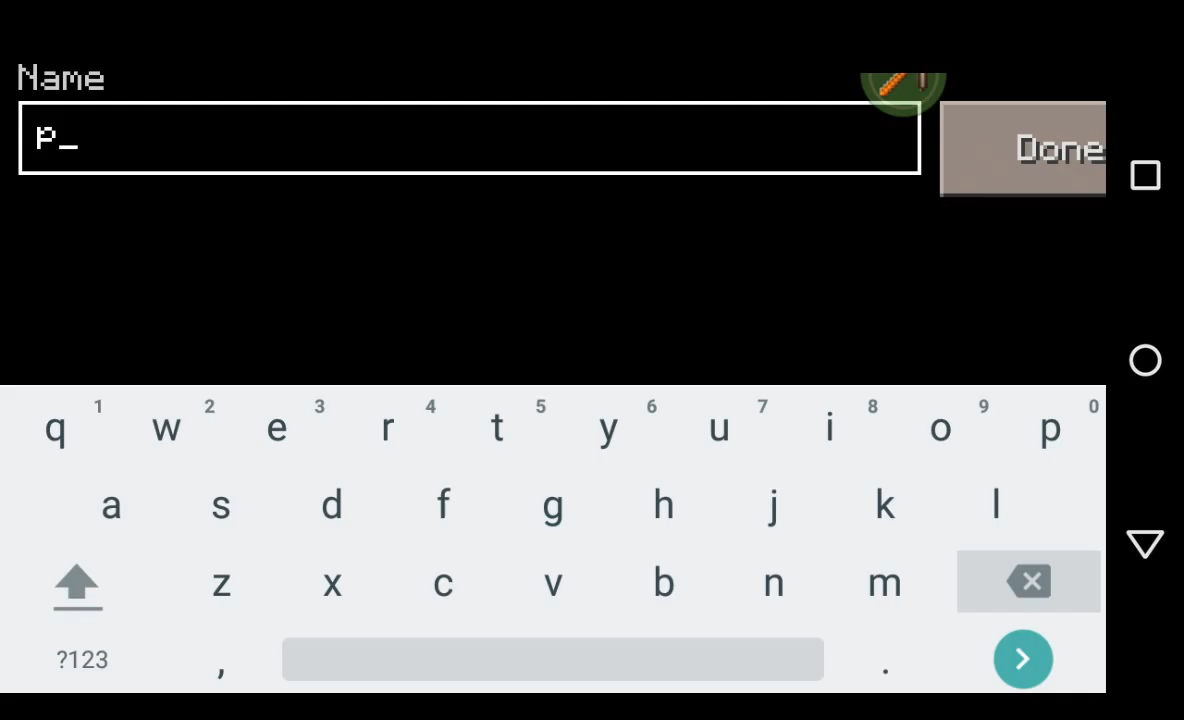 Name
P_
Done
1 2 3 4 5 6 7 8 9 0
q w e r t y u i o p
a s d f g h j k l
z x c v b n m
?123 , .